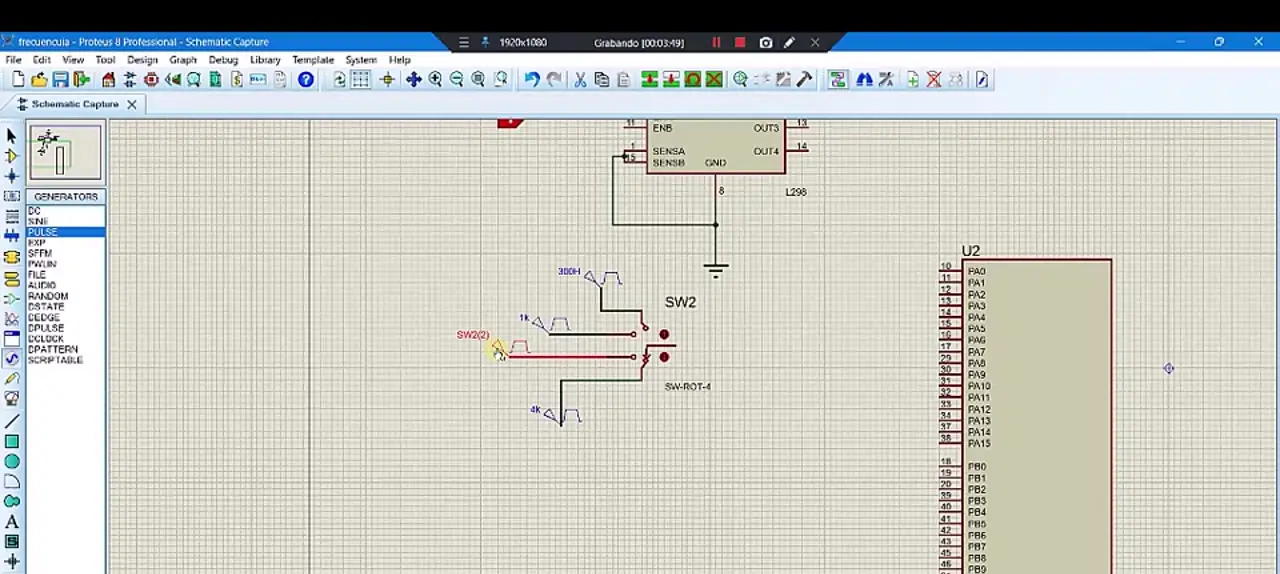 frecuencuia - Proteus 8 Professional - Schematic Capture
1920x1080
Grabando [00:03:49]
File Edit View Tool Design Graph Debug Library Template System Help
Schematic Capture
GENERATORS
DC
SINE
PULSE
EXP
SFFM
PWLIN
FILE
AUDIO
RANDOM
DSTATE
DEDGE
DPULSE
DCLOCK
DPATTERN
SCRIPTABLE
11 ENB OUT3 13
1 SENSA OUT4 14
15 SENSB GND
8
L298
300H
SW2
1k
SW2(2)
SW-ROT-4
4K
U2
10 PA0
11 PA1
12 PA2
13 PA3
14 PA4
15 PA5
16 PA6
17 PA7
29 PA8
30 PA9
31 PA10
32 PA11
33 PA12
34 PA13
37 PA14
38 PA15
18 PB0
19 PB1
20 PB2
39 PB3
40 PB4
41 PB5
42 PB6
43 PB7
45 PB8
46 PB9
A